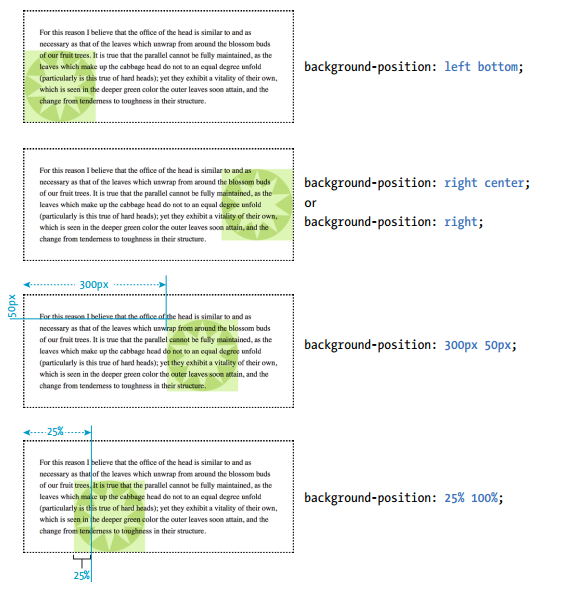 For this reason I believe that the office of the head is similar to and as
necessary as that of the leaves which unwrap from around the blossom buds
of our fruit trees. It is true that the parallel cannot be fully maintained, as the
leaves which make up the cabbage head do not to an equal degree unfold
(particularly is this true of hard heads); yet they exhibit a vitality of their own,
which is seen in the deeper green color the outer leaves soon attain, and the
change from tenderness to toughness in their structure.
background-position: left bottom;
For this reason I believe that the office of the head is similar to and as
necessary as that of the leaves which unwrap from around the blossom buds
of our fruit trees. It is true that the parallel cannot be fully maintained, as the
leaves which make up the cabbage head do not to an equal degree unfold
(particularly is this true of hard heads); yet they exhibit a vitality of their own,
which is seen in the deeper green color the outer leaves soon attain, and the
change from tenderness to toughness in their structure.
background-position: right center;
or
background-position: right;
300px
50px
For this reason I believe that the office of the head is similar to and as
necessary as that of the leaves which unwrap from around the blossom buds
of our fruit trees. It is true that the parallel cannot be fully maintained, as the
leaves which make up the cabbage head do not to an equal degree unfold
(particularly is this true of hard heads); yet they exhibit a vitality of their own,
which is seen in the deeper green color the outer leaves soon attain, and the
change from tenderness to toughness in their structure.
background-position: 300px 50px;
25%
For this reason I believe that the office of the head is similar to and as
necessary as that of the leaves which unwrap from around the blossom buds
of our fruit trees. It is true that the parallel cannot be fully maintained, as the
leaves which make up the cabbage head do not to an equal degree unfold
(particularly is this true of hard heads); yet they exhibit a vitality of their own,
which is seen in the deeper green color the outer leaves soon attain, and the
change from tenderness to toughness in their structure.
background-position: 25% 100%;
25%